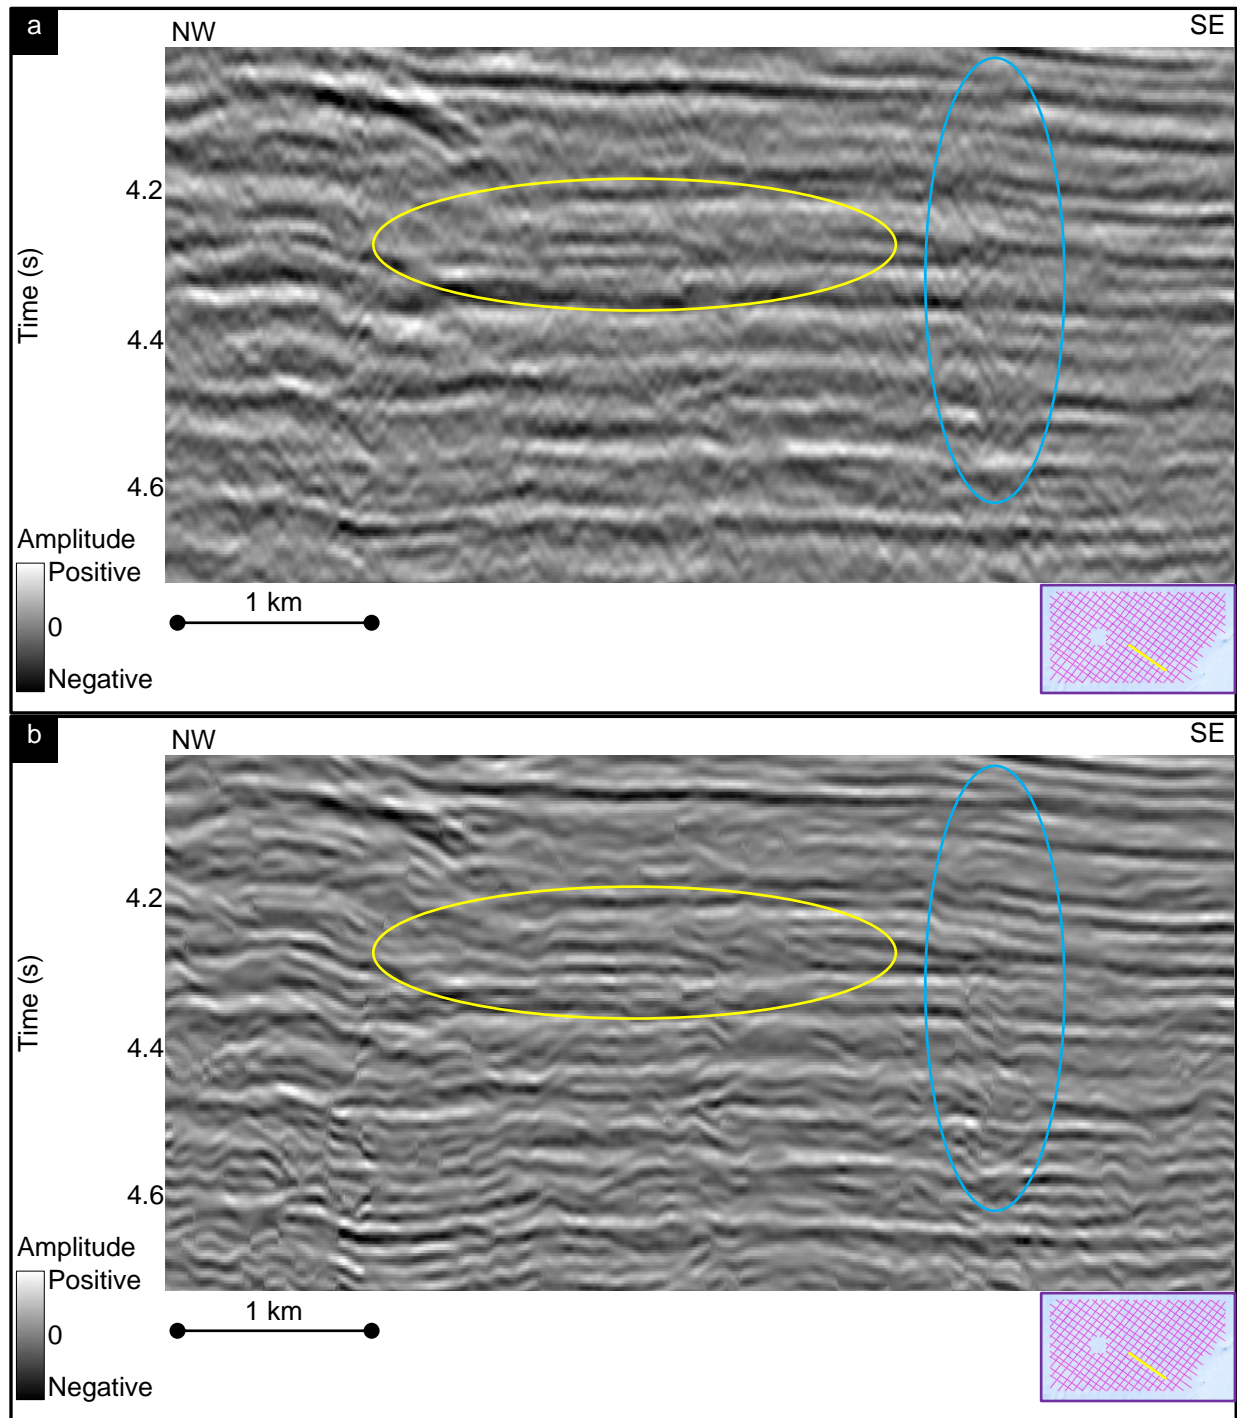 a
NW
SE
4.2
Time (s)
4.4
4.6
Amplitude
Positive
0
Negative
1 km
b
NW
SE
4.2
Time (s)
4.4
4.6
Amplitude
Positive
0
Negative
1 km